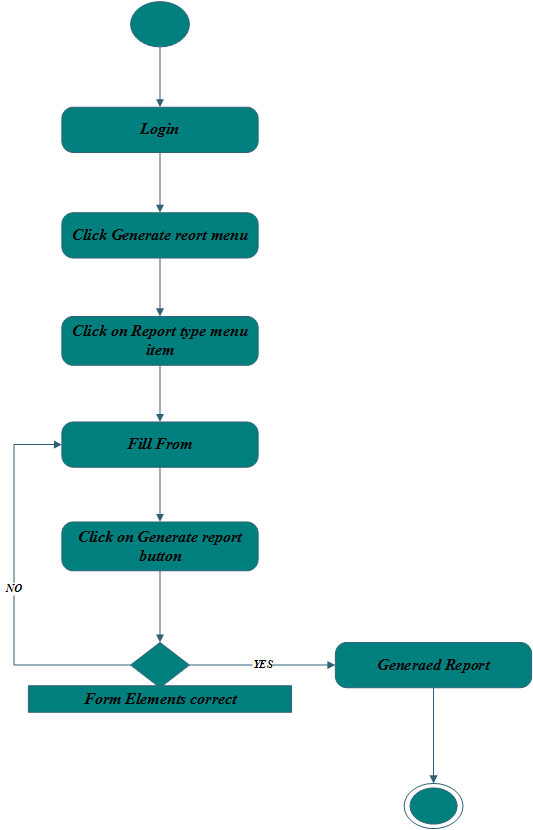 Login
Click Generate reort menu
Click on Report type menu
item
Fill From
Click on Generate report
button
NO
YES
Generaed Report
Form Elements correct